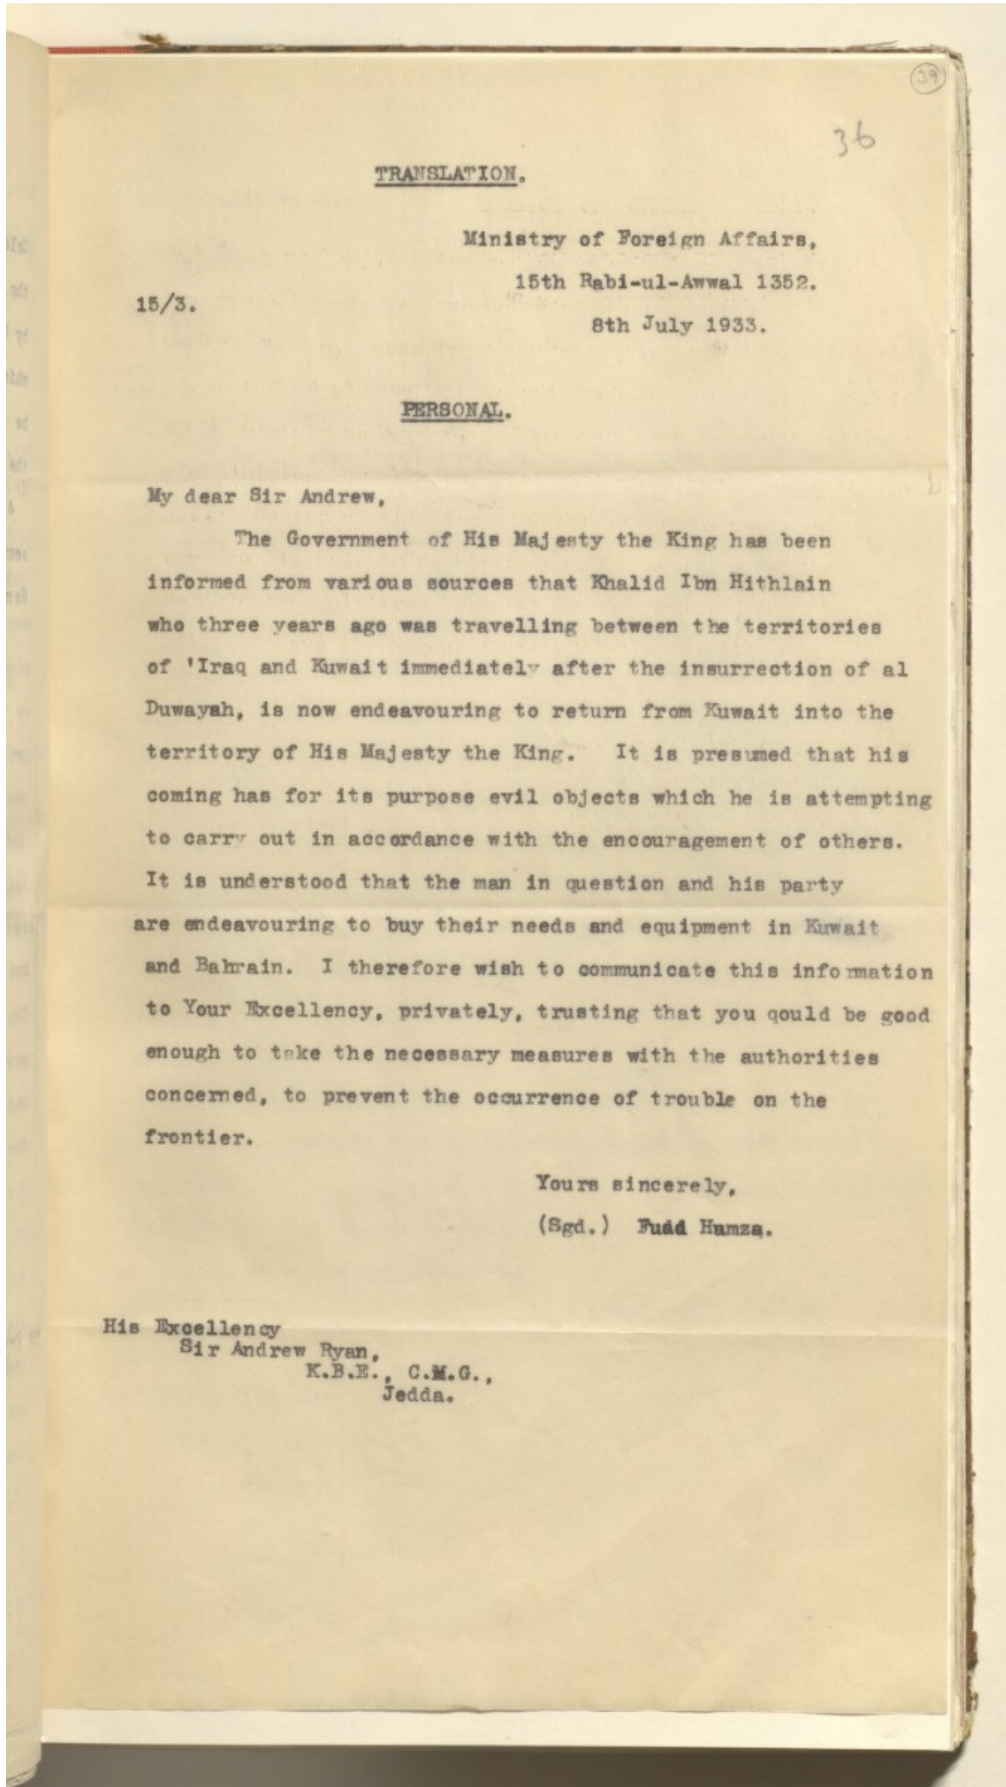 39
36
TRANSLATION.
Ministry of Foreign Affairs,
15th Rabi-ul-Awwal 1352.
15/3.
8th July 1933.
PERSONAL.
My dear Sir Andrew,
The Government of His Majesty the King has been
informed from various sources that Khalid Ibn Hithlain
who three years ago was travelling between the territories
of 'Iraq and Kuwait immediately after the insurrection of al
Duwayah, is now endeavouring to return from Kuwait into the
territory of His Majesty the King. It is presumed that his
coming has for its purpose evil objects which he is attempting
to carry out in accordance with the encouragement of others.
It is understood that the man in question and his party
are endeavouring to buy their needs and equipment in Kuwait
and Bahrain. I therefore wish to communicate this information
to Your Excellency, privately, trusting that you qould be good
enough to take the necessary measures with the authorities
concerned, to prevent the occurrence of trouble on the
frontier.
Yours sincerely,
(Sgd.) Fuad Hamza.
His Excellency
Sir Andrew Ryan,
K.B.E., C.M.G.,
Jedda.